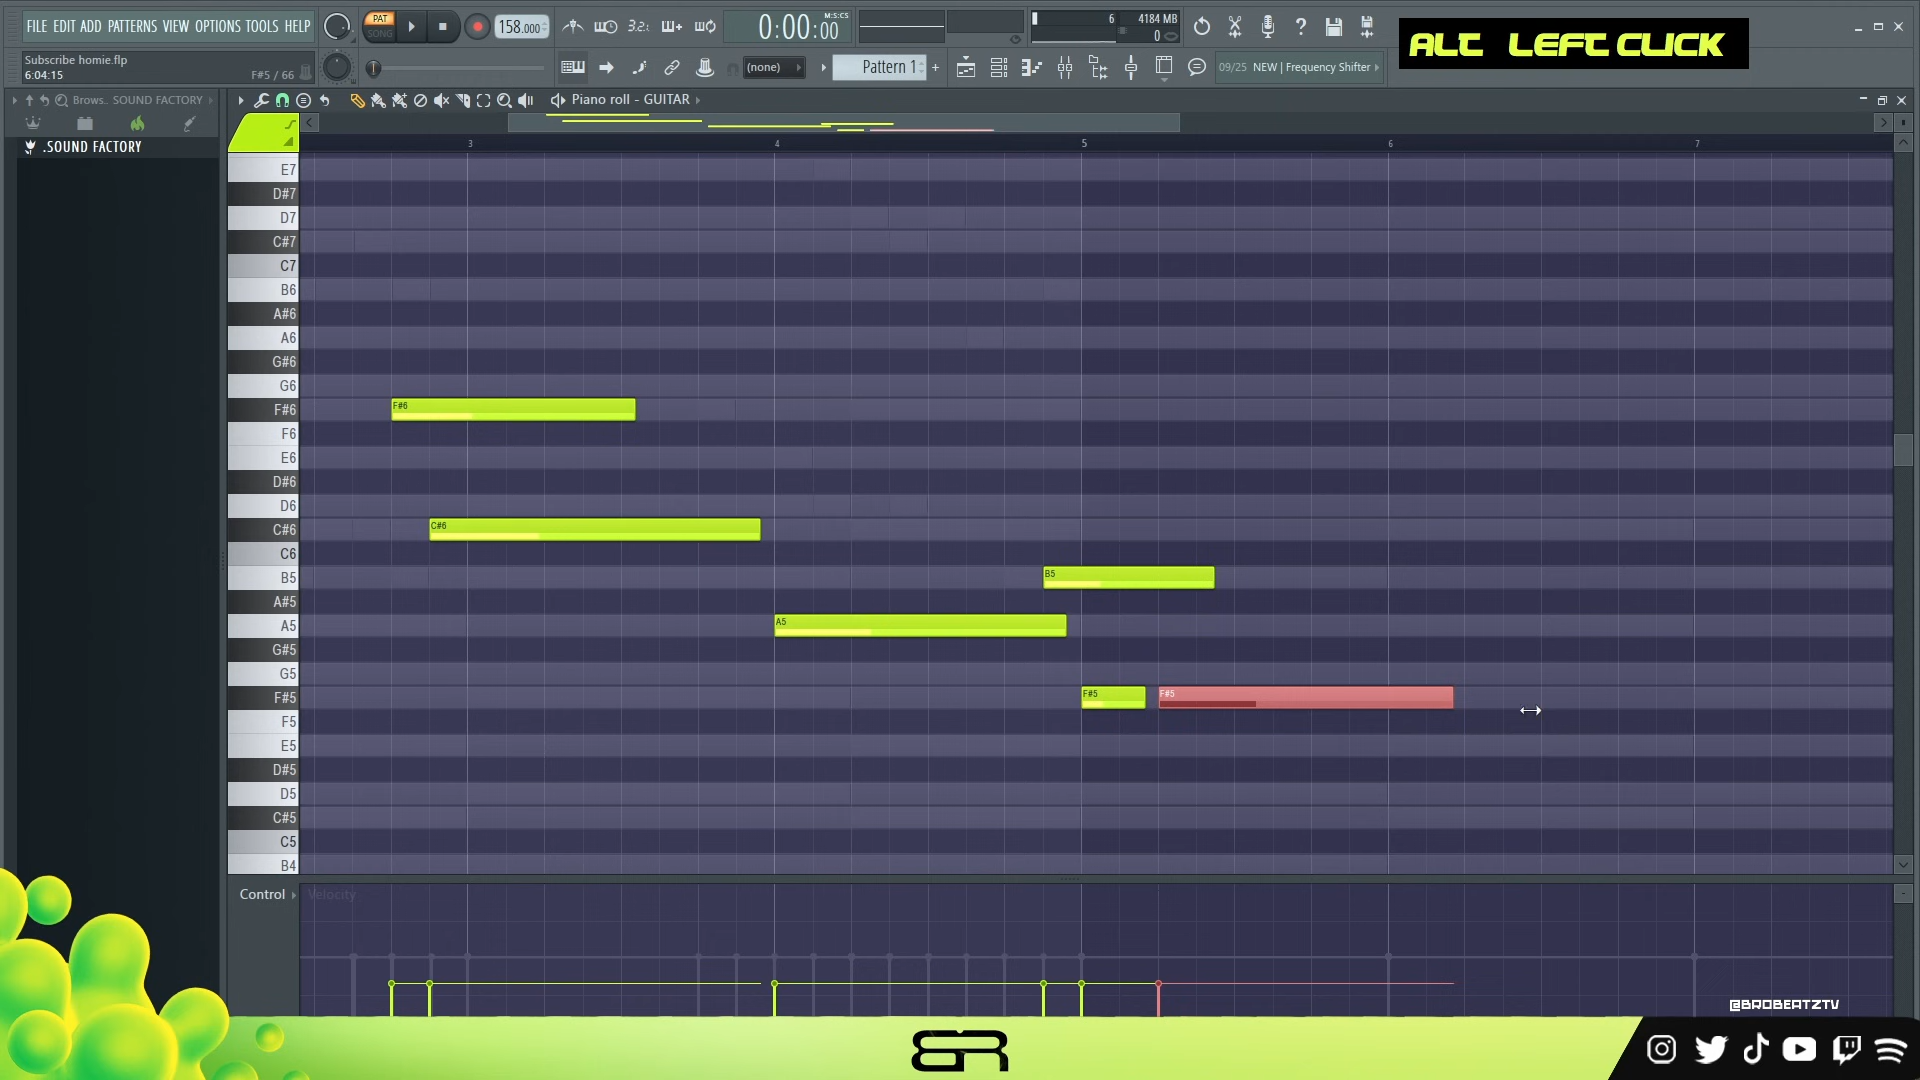 FILE EDIT ADD PATTERNS VIEW OPTIONS TOOLS HELP
PAT
SONG
158.000
3.2:
0:00:00
M:S:CS
6
4184 MB
0
?
ALT LEFT CLICK
Subscribe homie.flp
6:04:15
F#5 / 66
(none)
Pattern 1
+
09/25 NEW | Frequency Shifter
Brows.. SOUND FACTORY
Piano roll - GUITAR
.SOUND FACTORY
3
4
5
6
7
E7
D#7
D7
C#7
C7
B6
A#6
A6
G#6
G6
F#6
F#6
F6
E6
D#6
D6
C#6
C#6
C6
B5
B5
A#5
A5
A5
G#5
G5
F#5
F#5
F#5
F5
E5
D#5
D5
C#5
C5
B4
Control
Velocity
@BROBEATZTV
BR